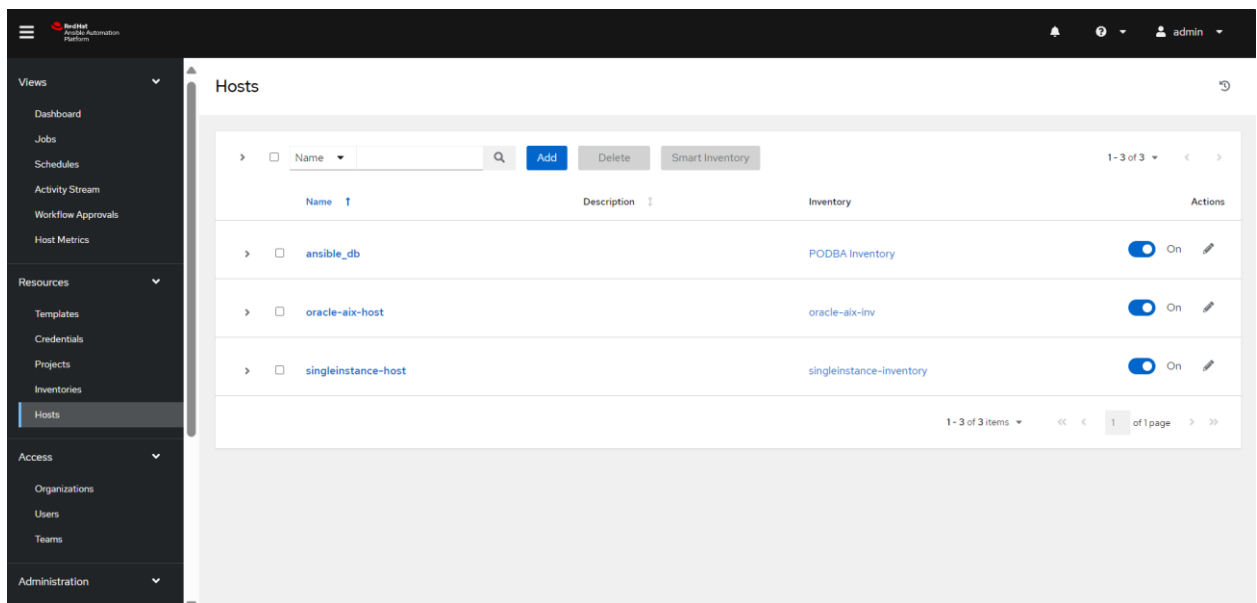 Red Hat
Ansible Automation
Platform
admin
Views
Dashboard
Jobs
Schedules
Activity Stream
Workflow Approvals
Host Metrics
Resources
Templates
Credentials
Projects
Inventories
Hosts
Access
Organizations
Users
Teams
Administration
Hosts
Name Add Delete Smart Inventory 1 - 3 of 3
Name Description Inventory Actions
ansible_db PODBA Inventory On
oracle-aix-host oracle-aix-inv On
singleinstance-host singleinstance-inventory On
1 - 3 of 3 items 1 of 1 page